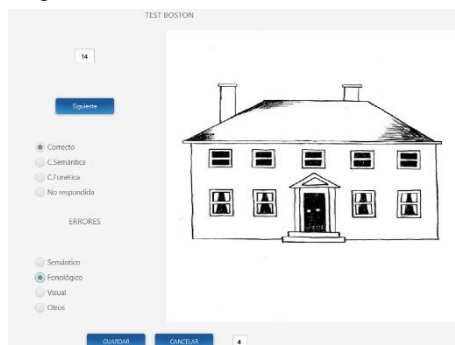 TEST BOSTON
14
Siguiente
Correcto
C.Semántica
C.Fonética
No respondida
ERRORES
Semántico
Fonológico
Visual
Otros
GUARDAR CANCELAR 4